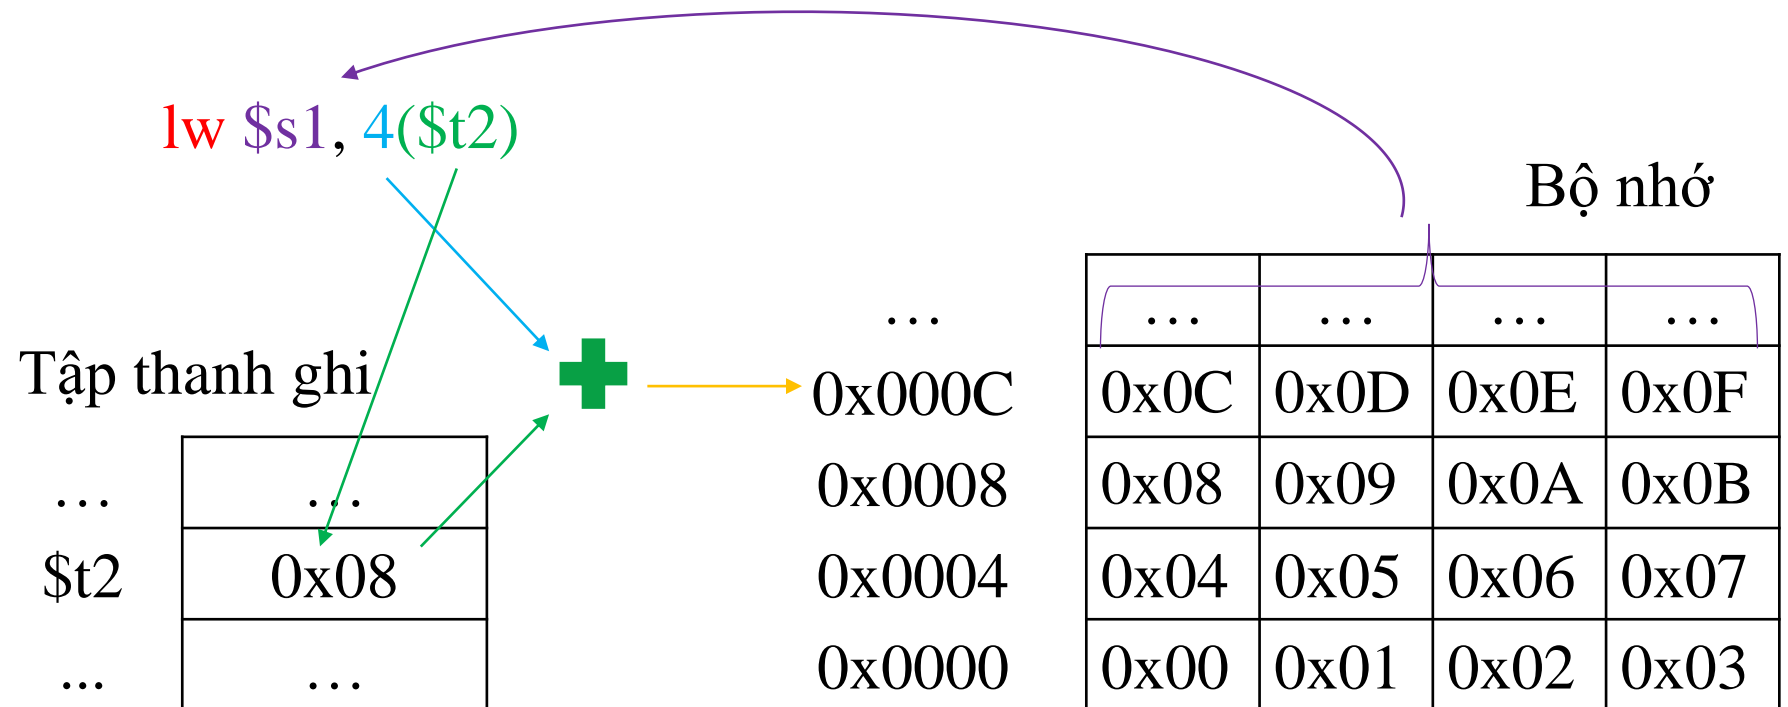 lw $s1, 4($t2)
Bộ nhớ
Tập thanh ghi
… …
$t2 0x08
... …
… … … … …
0x000C 0x0C 0x0D 0x0E 0x0F
0x0008 0x08 0x09 0x0A 0x0B
0x0004 0x04 0x05 0x06 0x07
0x0000 0x00 0x01 0x02 0x03